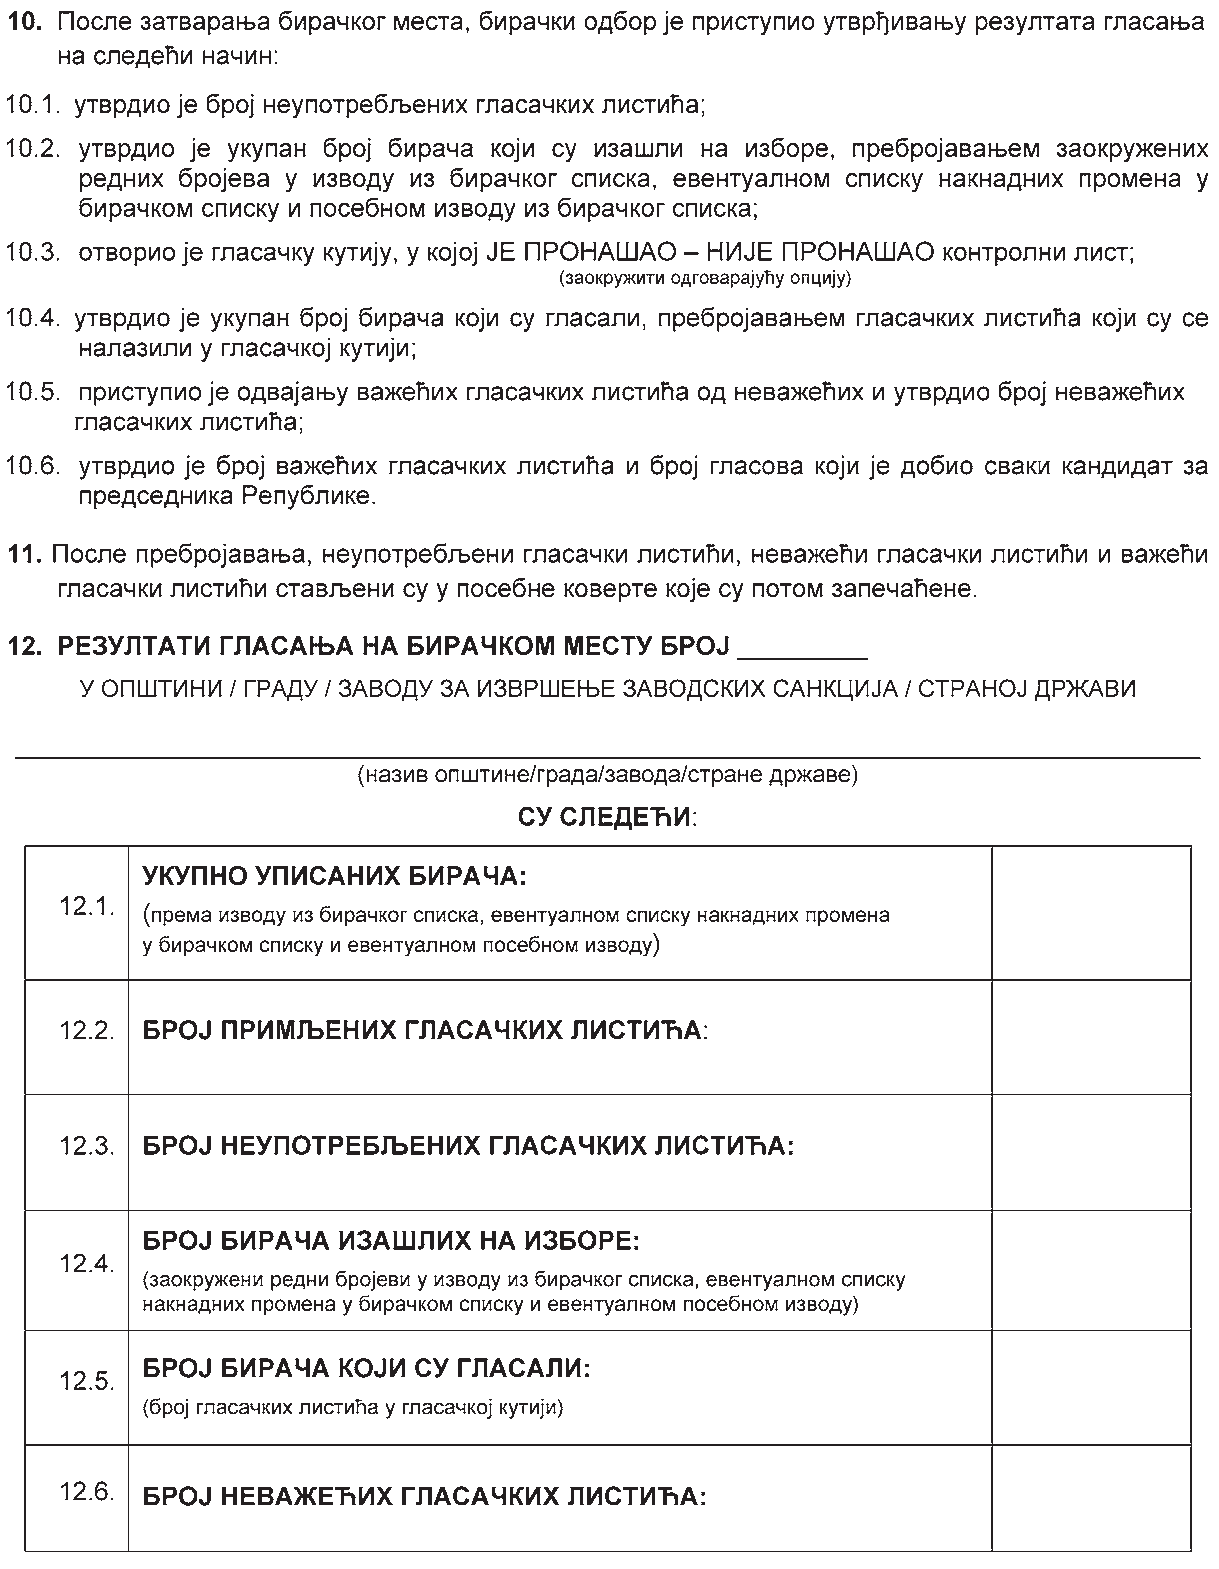 10. После затварања бирачког места, бирачки одбор је приступио утврђивању резултата гласања
на следећи начин:
10.1. утврдио је број неупотребљених гласачких листића;
10.2. утврдио је укупан број бирача који су изашли на изборе, пребројавањем заокружених
редних бројева у изводу из бирачког списка, евентуалном списку накнадних промена у
бирачком списку и посебном изводу из бирачког списка;
10.3. отворио је гласачку кутију, у којој ЈЕ ПРОНАШАО – НИЈЕ ПРОНАШАО контролни лист;
(заокружити одговарајућу опцију)
10.4. утврдио је укупан број бирача који су гласали, пребројавањем гласачких листића који су се
налазили у гласачкој кутији;
10.5. приступио је одвајању важећих гласачких листића од неважећих и утврдио број неважећих
гласачких листића;
10.6. утврдио је број важећих гласачких листића и број гласова који је добио сваки кандидат за
председника Републике.
11. После пребројавања, неупотребљени гласачки листићи, неважећи гласачки листићи и важећи
гласачки листићи стављени су у посебне коверте које су потом запечаћене.
12. РЕЗУЛТАТИ ГЛАСАЊА НА БИРАЧКОМ МЕСТУ БРОЈ _________
У ОПШТИНИ / ГРАДУ / ЗАВОДУ ЗА ИЗВРШЕЊЕ ЗАВОДСКИХ САНКЦИЈА / СТРАНОЈ ДРЖАВИ
(назив општине/града/завода/стране државе)
СУ СЛЕДЕЋИ:
12.1. УКУПНО УПИСАНИХ БИРАЧА:
(према изводу из бирачког списка, евентуалном списку накнадних промена
у бирачком списку и евентуалном посебном изводу)
12.2. БРОЈ ПРИМЉЕНИХ ГЛАСАЧКИХ ЛИСТИЋА:
12.3. БРОЈ НЕУПОТРЕБЉЕНИХ ГЛАСАЧКИХ ЛИСТИЋА:
12.4. БРОЈ БИРАЧА ИЗАШЛИХ НА ИЗБОРЕ:
(заокружени редни бројеви у изводу из бирачког списка, евентуалном списку
накнадних промена у бирачком списку и евентуалном посебном изводу)
12.5. БРОЈ БИРАЧА КОЈИ СУ ГЛАСАЛИ:
(број гласачких листића у гласачкој кутији)
12.6. БРОЈ НЕВАЖЕЋИХ ГЛАСАЧКИХ ЛИСТИЋА: